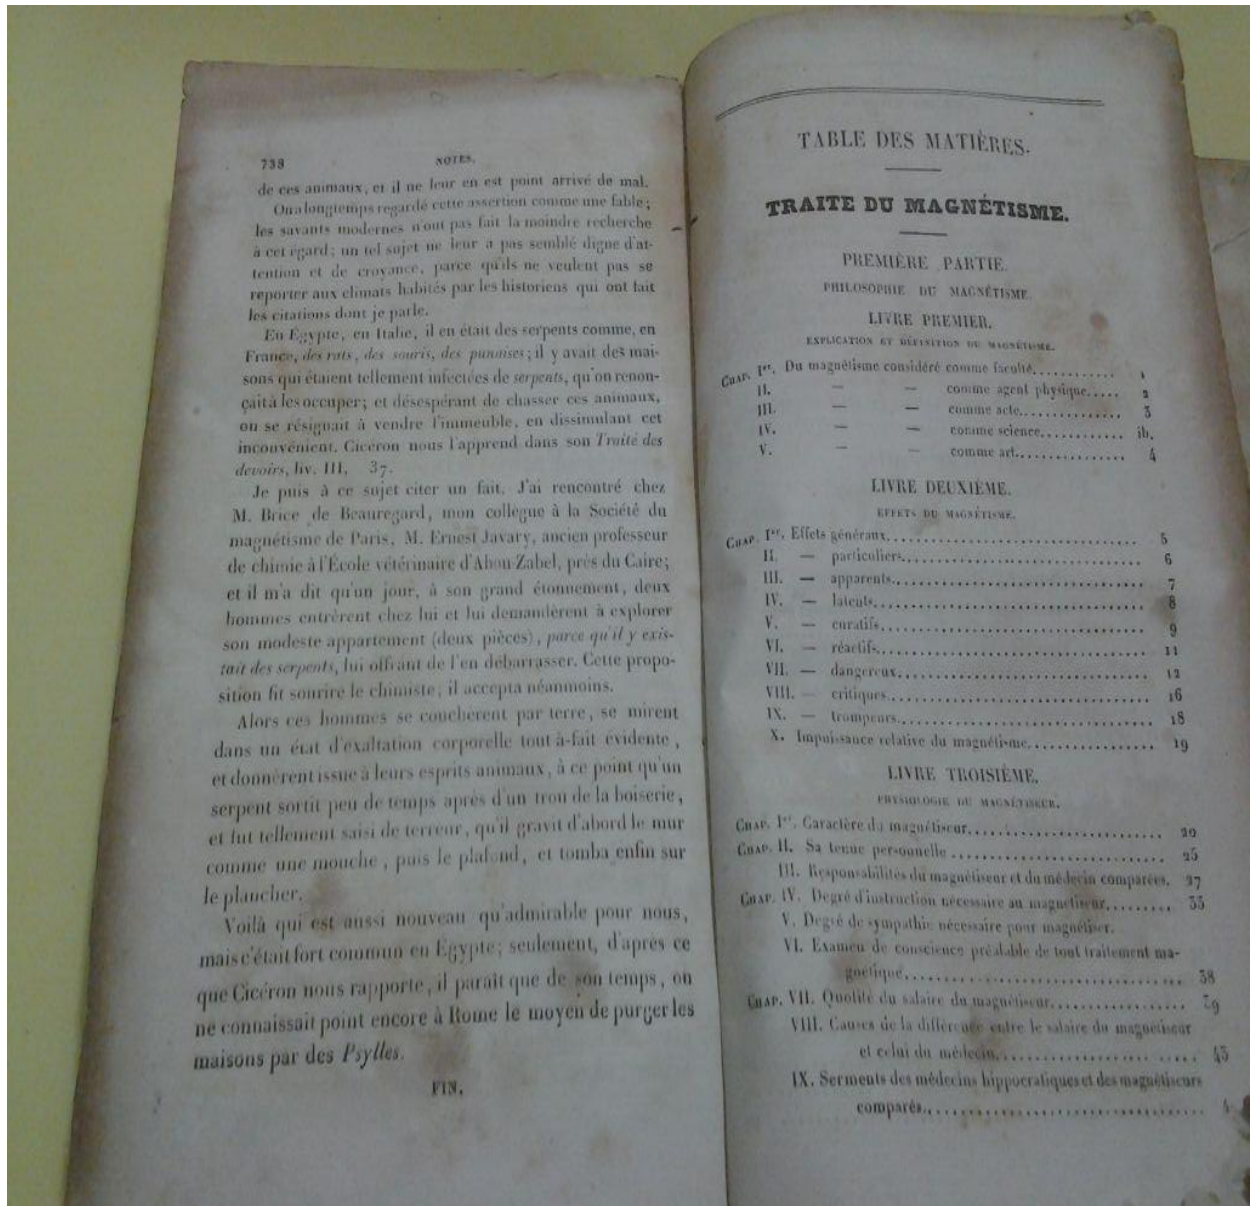 738 NOTES.
de ces animaux, et il ne leur en est point arrivé de mal.
On a longtemps regardé cette assertion comme une fable;
les savants modernes n'ont pas fait la moindre recherche
à cet égard; un tel sujet ne leur a pas semblé digne d'at-
tention et de croyance, parce qu'ils ne veulent pas se
reporter aux climats habités par les historiens qui ont fait
les citations dont je parle.
En Égypte, en Italie, il en était des serpents comme, en
France, des rats, des souris, des punaises; il y avait des mai-
sons qui étaient tellement infectées de serpents, qu'on renon-
çait à les occuper; et désespérant de chasser ces animaux,
on se résignait à vendre l'immeuble, en dissimulant cet
inconvénient. Cicéron nous l'apprend dans son Traité des
devoirs, liv. III, 37.
Je puis à ce sujet citer un fait. J'ai rencontré chez
M. Brice de Beauregard, mon collègue à la Société du
magnétisme de Paris, M. Ernest Javary, ancien professeur
de chimie à l'École vétérinaire d'Abou-Zabel, près du Caire;
et il m'a dit qu'un jour, à son grand étonnement, deux
hommes entrèrent chez lui et lui demandèrent à explorer
son modeste appartement (deux pièces), parce qu'il y exis-
tait des serpents, lui offrant de l'en débarrasser. Cette propo-
sition fit sourire le chimiste; il accepta néanmoins.
Alors ces hommes se couchèrent par terre, se mirent
dans un état d'exaltation corporelle tout-à-fait évidente,
et donnèrent issue à leurs esprits animaux, à ce point qu'un
serpent sortit peu de temps après d'un trou de la boiserie,
et fut tellement saisi de terreur, qu'il gravit d'abord le mur
comme une mouche, puis le plafond, et tomba enfin sur
le plancher.
Voilà qui est aussi nouveau qu'admirable pour nous,
mais c'était fort commun en Égypte; seulement, d'après ce
que Cicéron nous rapporte, il paraît que de son temps, on
ne connaissait point encore à Rome le moyen de purger les
maisons par des Psylles.
FIN.
TABLE DES MATIÈRES.
TRAITE DU MAGNÉTISME.
PREMIÈRE PARTIE.
PHILOSOPHIE DU MAGNÉTISME.
LIVRE PREMIER.
EXPLICATION ET DÉFINITION DU MAGNÉTISME.
CHAP. Ier. Du magnétisme considéré comme faculté............ 1
II. — — comme agent physique..... 2
III. — — comme acte.............. 3
IV. — — comme science............ ib.
V. — — comme art................ 4
LIVRE DEUXIÈME.
EFFETS DU MAGNÉTISME.
CHAP. Ier. Effets généraux.................................. 5
II. — particuliers................................ 6
III. — apparents.................................. 7
IV. — latents.................................... 8
V. — curatifs................................... 9
VI. — réactifs................................... 11
VII. — dangereux................................. 12
VIII. — critiques................................. 16
IX. — trompeurs................................. 18
X. Impuissance relative du magnétisme................. 19
LIVRE TROISIÈME.
PHYSIOLOGIE DU MAGNÉTISEUR.
CHAP. Ier. Caractère du magnétiseur......................... 20
CHAP. II. Sa tenue personnelle ............................ 25
III. Responsabilités du magnétiseur et du médecin comparées. 27
CHAP. IV. Degré d'instruction nécessaire au magnétiseur......... 33
V. Degré de sympathie nécessaire pour magnétiser.
VI. Examen de conscience préalable de tout traitement ma-
gnétique..................................... 38
CHAP. VII. Quotité du salaire du magnétiseur.................. 39
VIII. Causes de la différence entre le salaire du magnétiseur
et celui du médecin.......................... 43
IX. Serments des médecins hippocratiques et des magnétiseurs
comparés..................................... 4